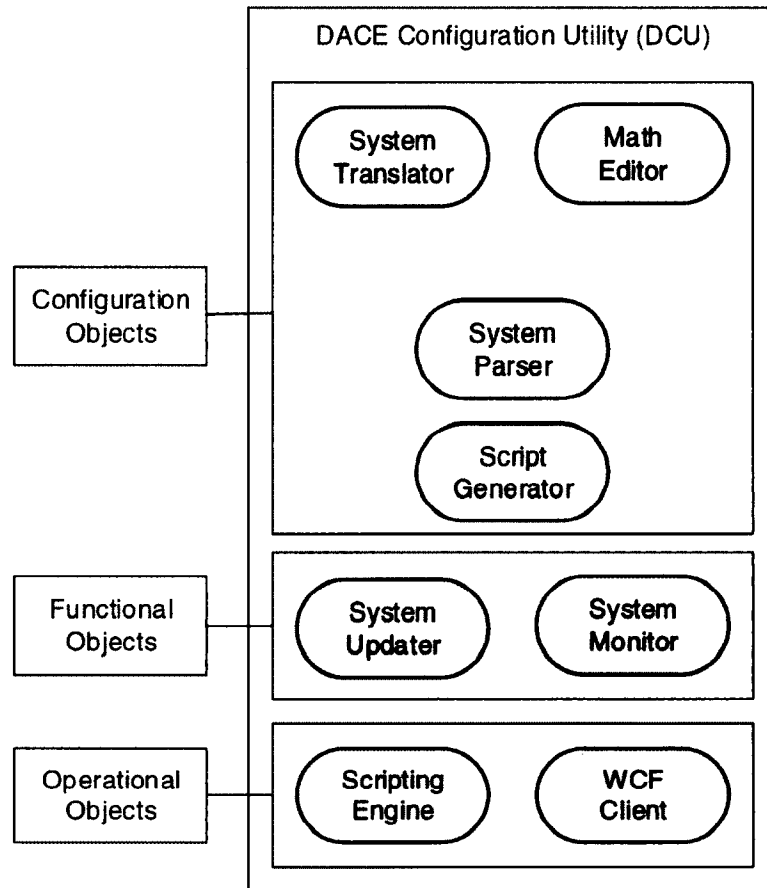 DACE Configuration Utility (DCU)
System
Translator
Math
Editor
Configuration
Objects
System
Parser
Script
Generator
Functional
Objects
System
Updater
System
Monitor
Operational
Objects
Scripting
Engine
WCF
Client